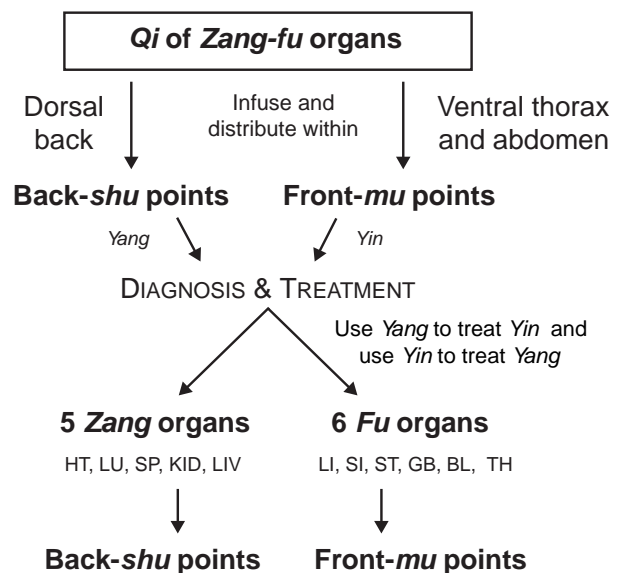 Qi of Zang-fu organs
Dorsal
back
Infuse and
distribute within
Ventral thorax
and abdomen
Back-shu points
Front-mu points
Yang
Yin
DIAGNOSIS & TREATMENT
Use Yang to treat Yin and
use Yin to treat Yang
5 Zang organs
6 Fu organs
HT, LU, SP, KID, LIV
LI, SI, ST, GB, BL, TH
Back-shu points
Front-mu points